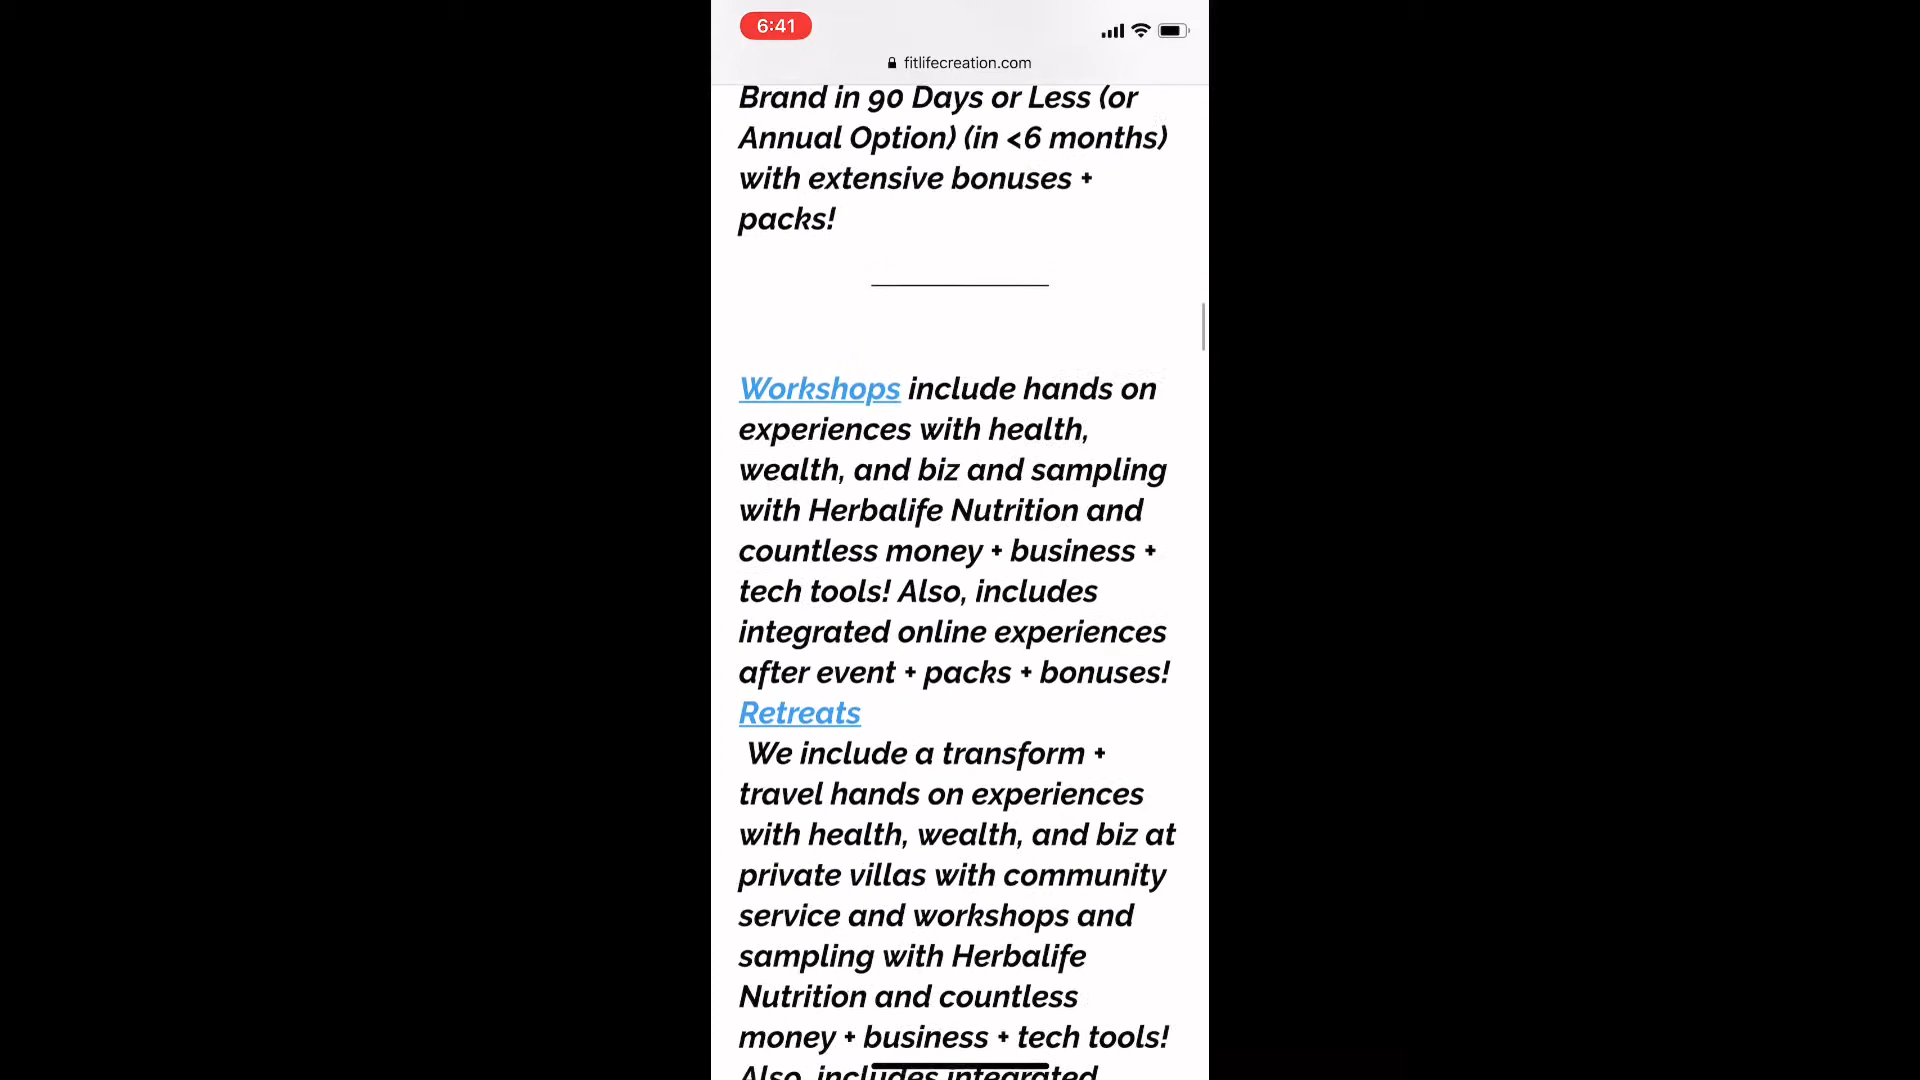 6:41
fitlifecreation.com
Brand in 90 Days or Less (or
Annual Option) (in <6 months)
with extensive bonuses +
packs!
Workshops include hands on
experiences with health,
wealth, and biz and sampling
with Herbalife Nutrition and
countless money + business +
tech tools! Also, includes
integrated online experiences
after event + packs + bonuses!
Retreats
We include a transform +
travel hands on experiences
with health, wealth, and biz at
private villas with community
service and workshops and
sampling with Herbalife
Nutrition and countless
money + business + tech tools!
Also, includes integrated